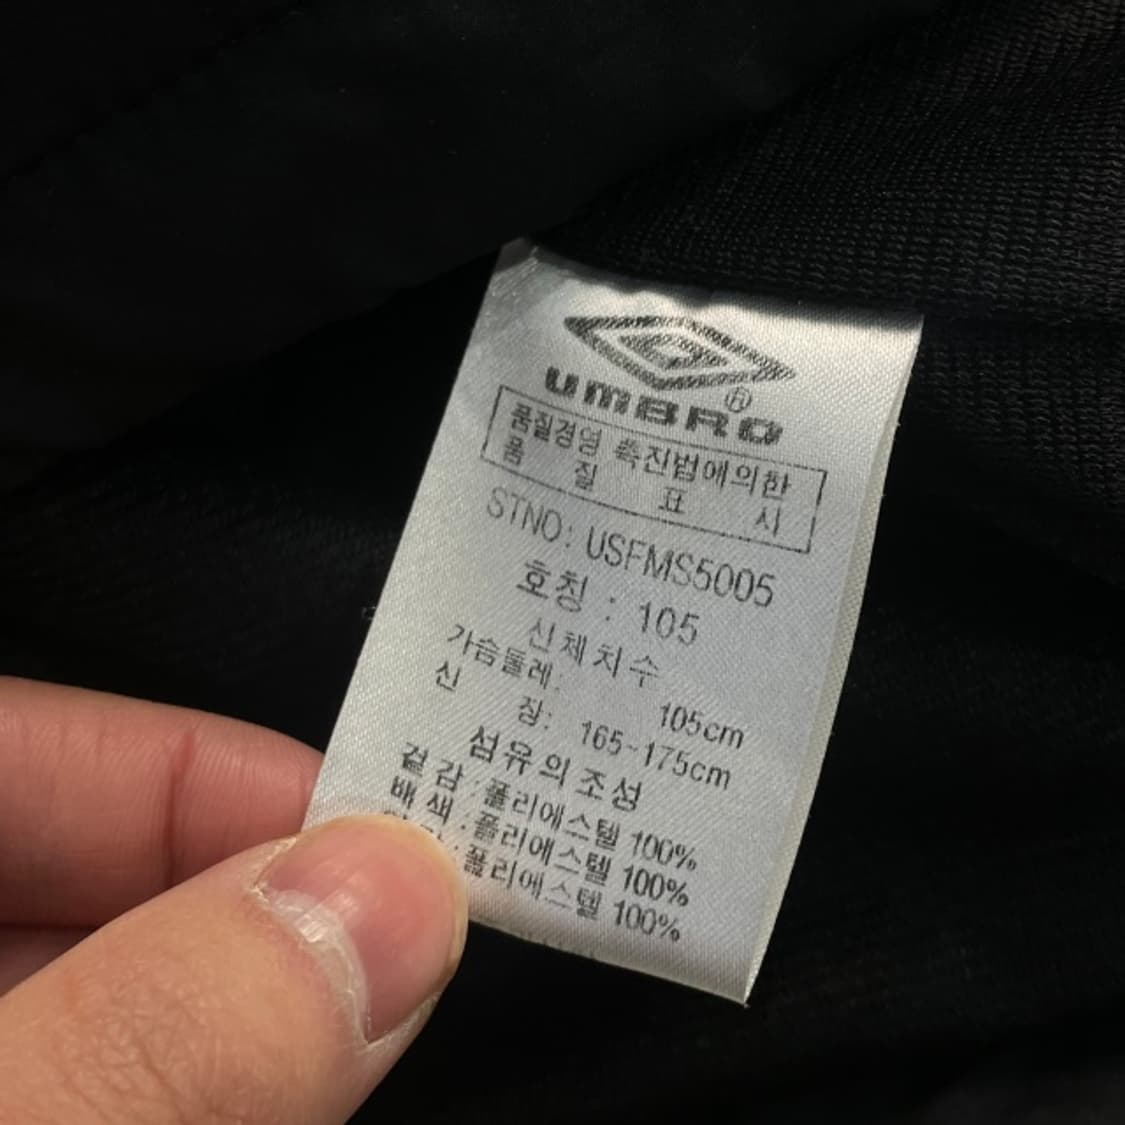 UMBRO
품질경영 촉진법에의한
품 질 표 시
STNO: USFMS5005
호칭 : 105
신체치수
가슴둘레: 105cm
신 장: 165~175cm
섬유의조성
겉감 : 폴리에스텔 100%
배색 : 폴리에스텔 100%
: 폴리에스텔 100%